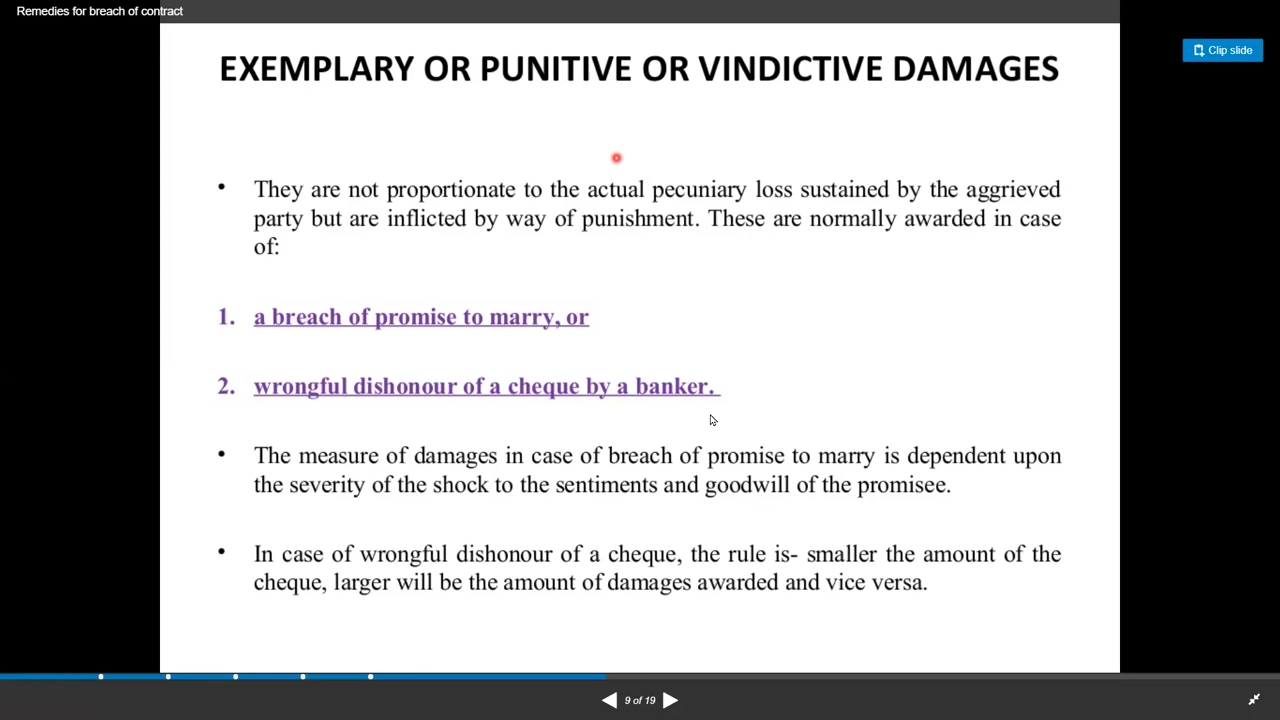 Remedies for breach of contract
Clip slide
EXEMPLARY OR PUNITIVE OR VINDICTIVE DAMAGES
• They are not proportionate to the actual pecuniary loss sustained by the aggrieved
party but are inflicted by way of punishment. These are normally awarded in case
of:
1. a breach of promise to marry, or
2. wrongful dishonour of a cheque by a banker.
• The measure of damages in case of breach of promise to marry is dependent upon
the severity of the shock to the sentiments and goodwill of the promisee.
• In case of wrongful dishonour of a cheque, the rule is- smaller the amount of the
cheque, larger will be the amount of damages awarded and vice versa.
9 of 19